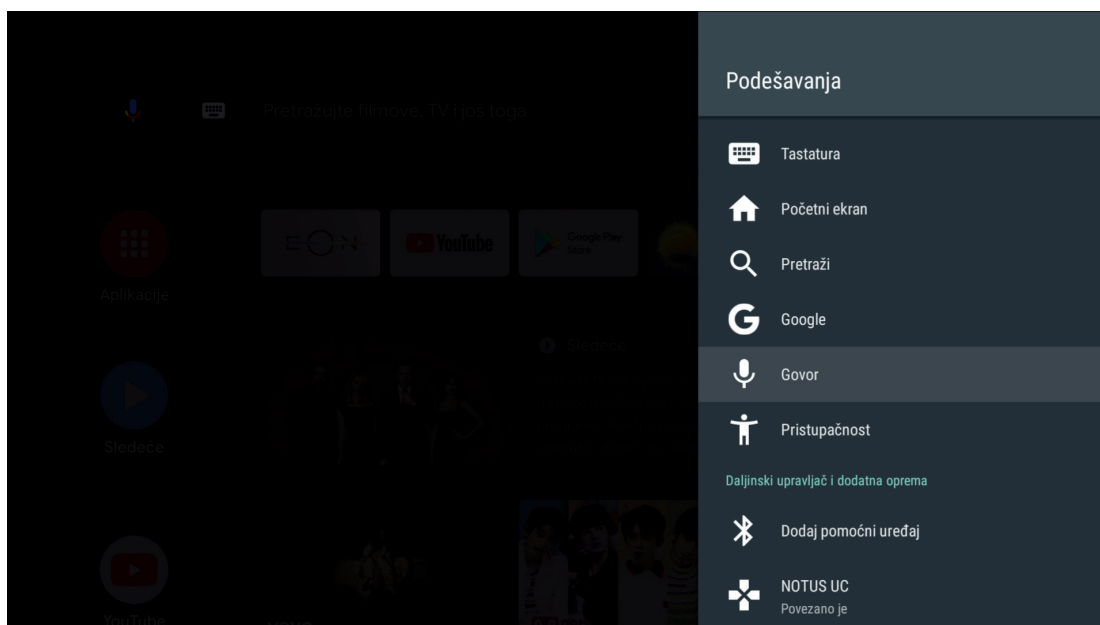 Podešavanja
Pretražujte filmove, TV i još toga
Tastatura
Početni ekran
EON
YouTube
Google Play
Store
Pretraži
Aplikacije
Google
Sledeće
Govor
Pristupačnost
Sledeće
Daljinski upravljač i dodatna oprema
Dodaj pomoćni uređaj
NOTUS UC
Povezano je
YouTube